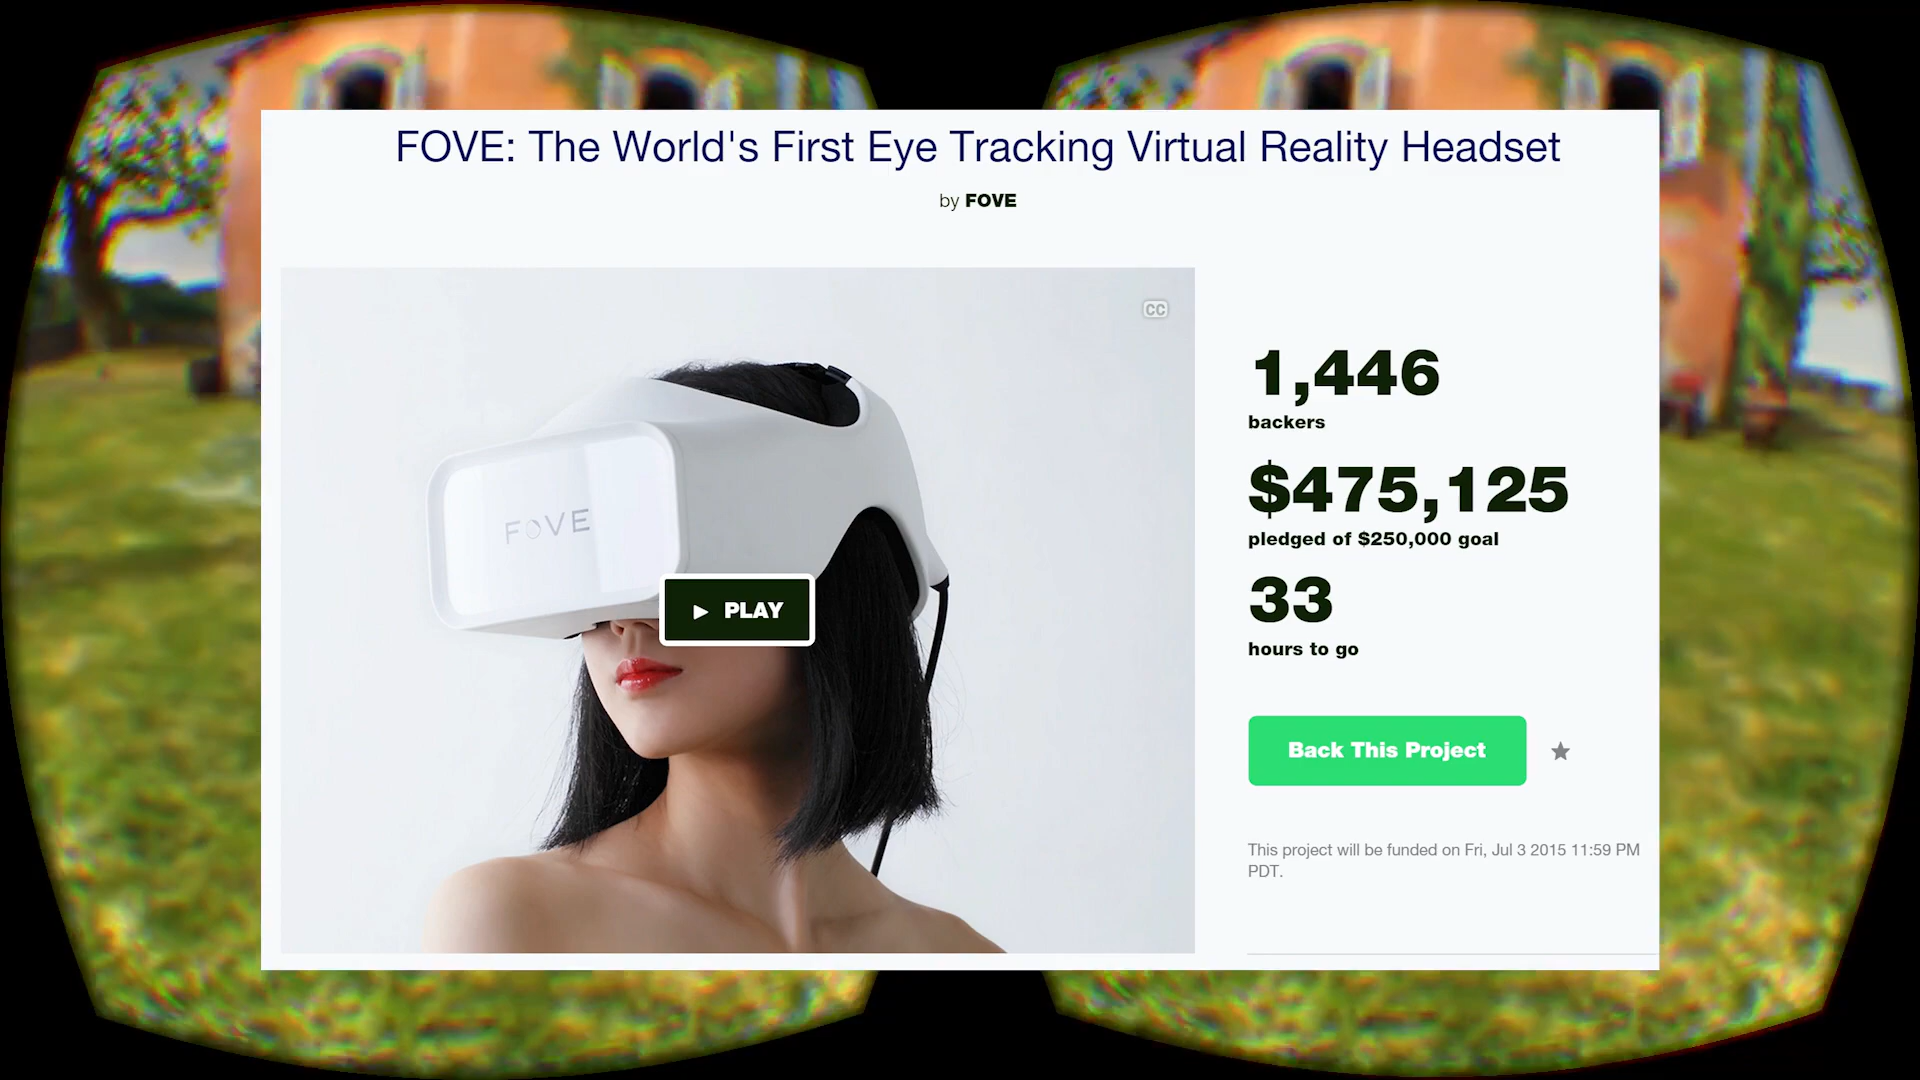 FOVE: The World's First Eye Tracking Virtual Reality Headset
by FOVE
CC
FOVE
PLAY
1,446
backers
$475,125
pledged of $250,000 goal
33
hours to go
Back This Project
This project will be funded on Fri, Jul 3 2015 11:59 PM
PDT.